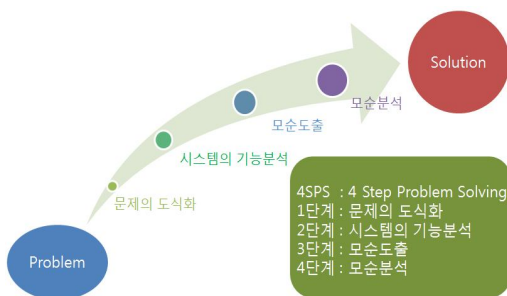 Solution
모순분석
모순도출
시스템의 기능분석
문제의 도식화
Problem
4SPS : 4 Step Problem Solving
1단계 : 문제의 도식화
2단계 : 시스템의 기능분석
3단계 : 모순도출
4단계 : 모순분석